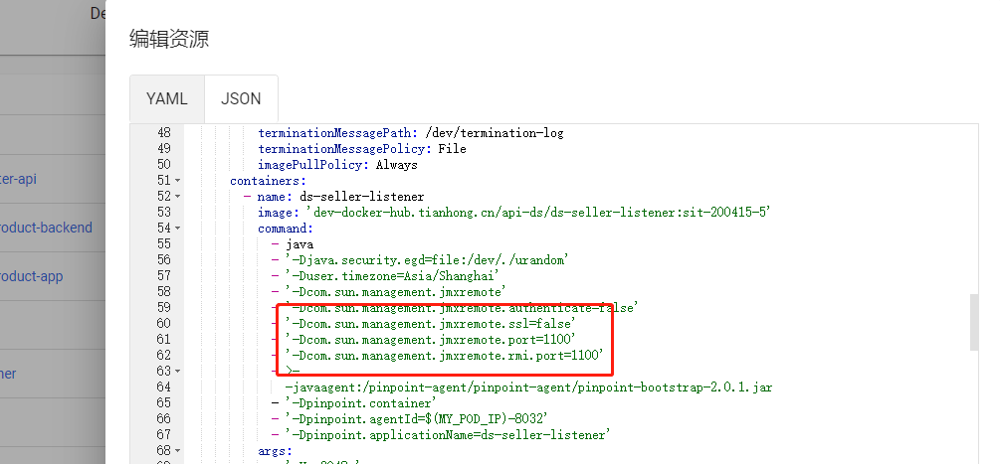 De
编辑资源
YAML
JSON
ter-api
roduct-backend
roduct-app
ner
48 terminationMessagePath: /dev/termination-log
49 terminationMessagePolicy: File
50 imagePullPolicy: Always
51 containers:
52 - name: ds-seller-listener
53 image: 'dev-docker-hub.tianhong.cn/api-ds/ds-seller-listener:sit-200415-5'
54 command:
55 - java
56 - '-Djava.security.egd=file:/dev/./urandom'
57 - '-Duser.timezone=Asia/Shanghai'
58 - '-Dcom.sun.management.jmxremote'
59 - '-Dcom.sun.management.jmxremote.authenticate=false'
60 - '-Dcom.sun.management.jmxremote.ssl=false'
61 - '-Dcom.sun.management.jmxremote.port=1100'
62 - '-Dcom.sun.management.jmxremote.rmi.port=1100'
63 - >-
64 -javaagent:/pinpoint-agent/pinpoint-agent/pinpoint-bootstrap-2.0.1.jar
65 - '-Dpinpoint.container'
66 - '-Dpinpoint.agentId=$(MY_POD_IP)-8032'
67 - '-Dpinpoint.applicationName=ds-seller-listener'
68 args: